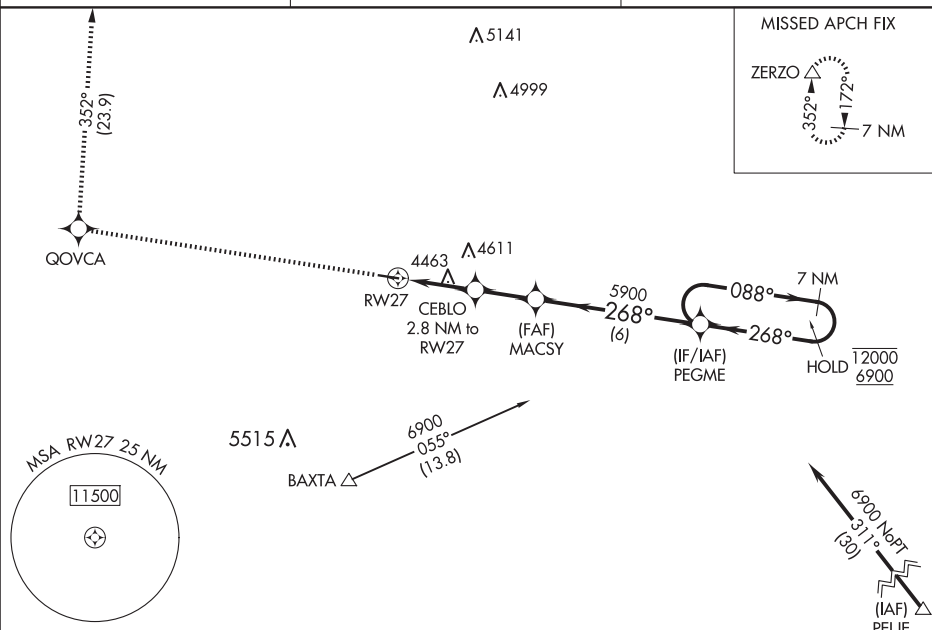 5141
4999
MISSED APCH FIX
ZERZO
352°
172°
7 NM
352°
(23.9)
QOVCA
4463
4611
RW27
CEBLO
2.8 NM to
RW27
(FAF)
MACSY
5900
268°
(6)
088°
7 NM
268°
(IF/IAF)
PEGME
HOLD
12000
6900
5515
6900
055°
(13.8)
BAXTA
MSA RW27 25 NM
11500
6900 NoPT
311°
(30)
(IAF)